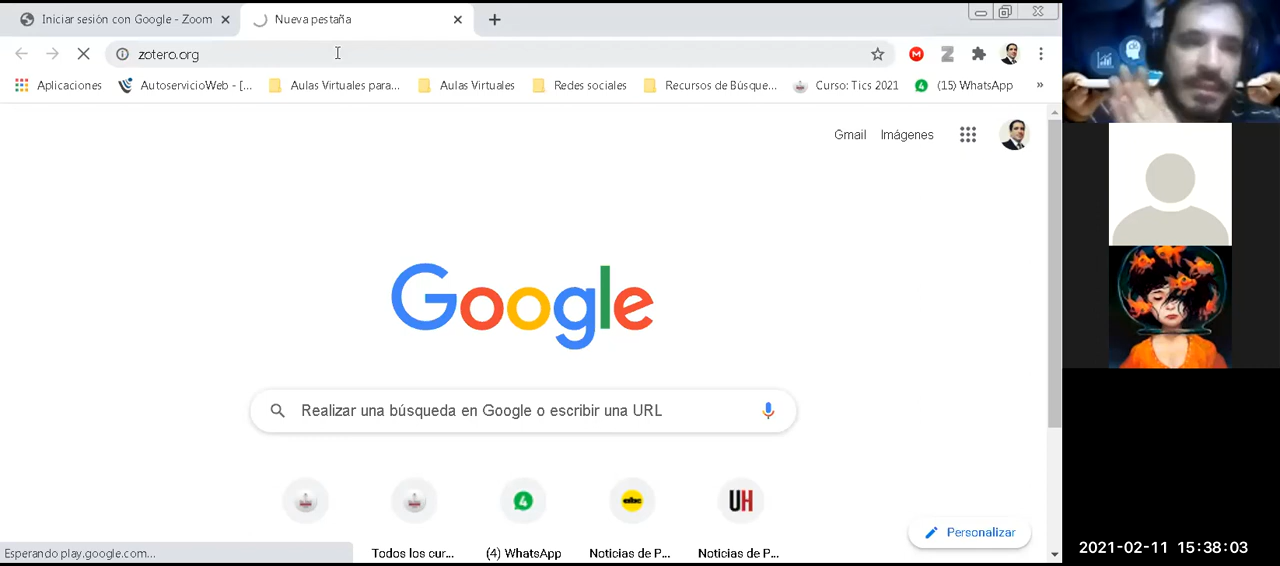 Iniciar sesión con Google - Zoom
Nueva pestaña
zotero.org
Aplicaciones
AutoservicioWeb - [...
Aulas Virtuales para...
Aulas Virtuales
Redes sociales
Recursos de Búsque...
Curso: Tics 2021
(15) WhatsApp
»
Gmail
Imágenes
Google
Realizar una búsqueda en Google o escribir una URL
4
abc
UH
Todos los cur...
(4) WhatsApp
Noticias de P...
Noticias de P...
Personalizar
Esperando play.google.com...
2021-02-11 15:38:03